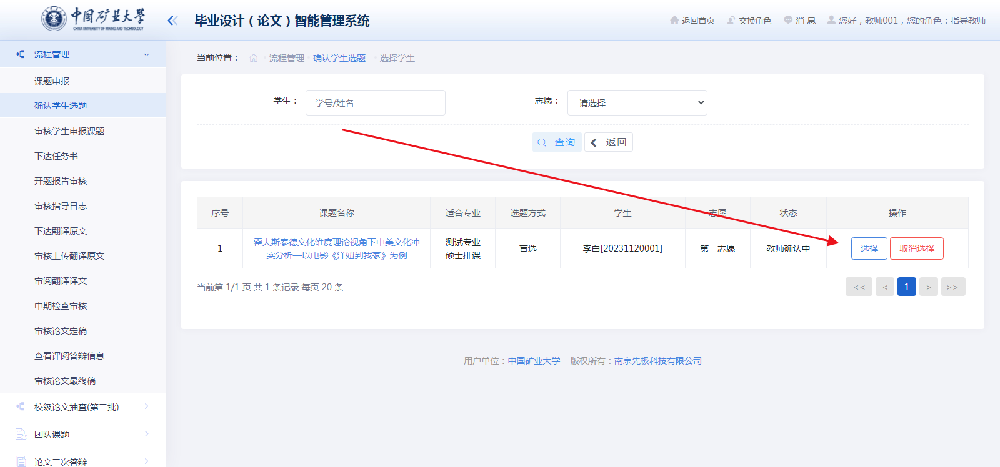 中国矿业大学
CHINA UNIVERSITY OF MINING AND TECHNOLOGY
毕业设计（论文）智能管理系统
返回首页 交换角色 消 息 您好，教师001，您的角色：指导教师
流程管理
课题申报
确认学生选题
审核学生申报课题
下达任务书
开题报告审核
审核指导日志
下达翻译原文
审核上传翻译原文
审阅翻译译文
中期检查审核
审核论文定稿
查看评阅答辩信息
审核论文最终稿
校级论文抽查(第二批)
团队课题
论文二次答辩
当前位置： 流程管理 确认学生选题 选择学生
学生： 学号/姓名 志愿： 请选择
查询 返回
序号 课题名称 适合专业 选题方式 学生 志愿 状态 操作
1 霍夫斯泰德文化维度理论视角下中美文化冲 测试专业 盲选 李白[20231120001] 第一志愿 教师确认中 选择 取消选择
突分析—以电影《洋妞到我家》为例 硕士排课
当前第 1/1 页 共 1 条记录 每页 20 条 << < 1 > >>
用户单位：中国矿业大学 版权所有：南京先极科技有限公司